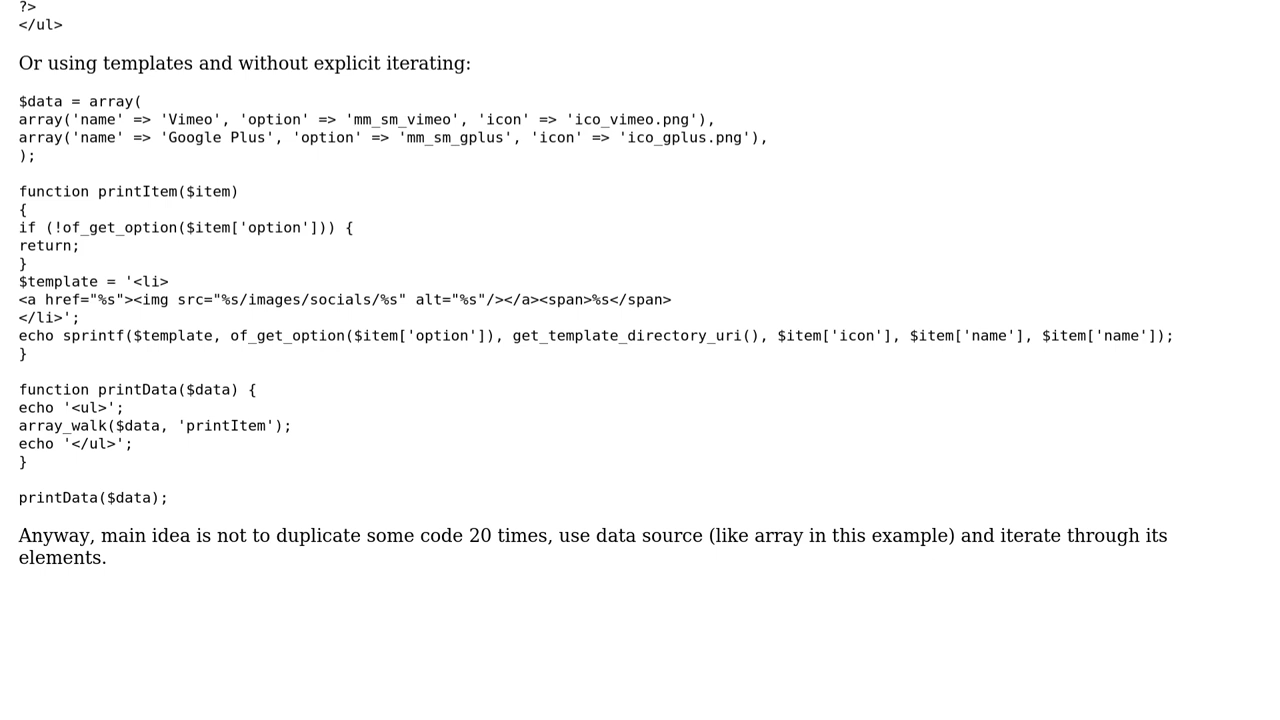 ?>
</ul>
Or using templates and without explicit iterating:
$data = array(
array('name' => 'Vimeo', 'option' => 'mm_sm_vimeo', 'icon' => 'ico_vimeo.png'),
array('name' => 'Google Plus', 'option' => 'mm_sm_gplus', 'icon' => 'ico_gplus.png'),
);
function printItem($item)
{
if (!of_get_option($item['option'])) {
return;
}
$template = '<li>
<a href="%s"><img src="%s/images/socials/%s" alt="%s"/></a><span>%s</span>
</li>';
echo sprintf($template, of_get_option($item['option']), get_template_directory_uri(), $item['icon'], $item['name'], $item['name']);
}
function printData($data) {
echo '<ul>';
array_walk($data, 'printItem');
echo '</ul>';
}
printData($data);
Anyway, main idea is not to duplicate some code 20 times, use data source (like array in this example) and iterate through its
elements.